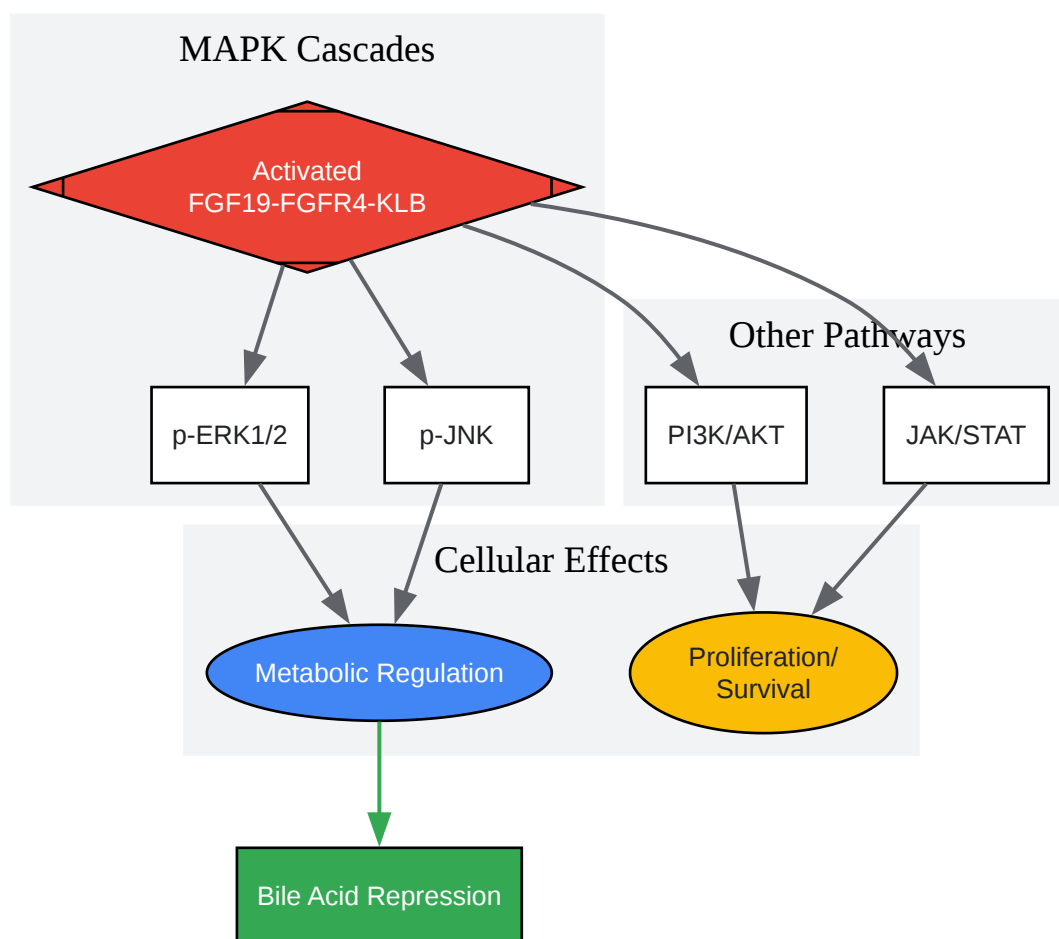 MAPK Cascades
Activated
FGF19-FGFR4-KLB
Other Pathways
p-ERK1/2
p-JNK
PI3K/AKT
JAK/STAT
Cellular Effects
Metabolic Regulation
Proliferation/
Survival
Bile Acid Repression